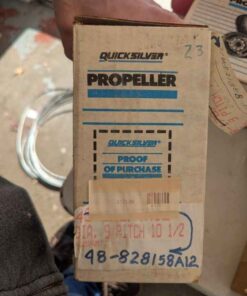 QUICKSILVER®
23
PROPELLER
QUICKSILVER®
PROOF
OF PURCHASE
DIA. 9 PITCH 10 1/2
48-828158A12